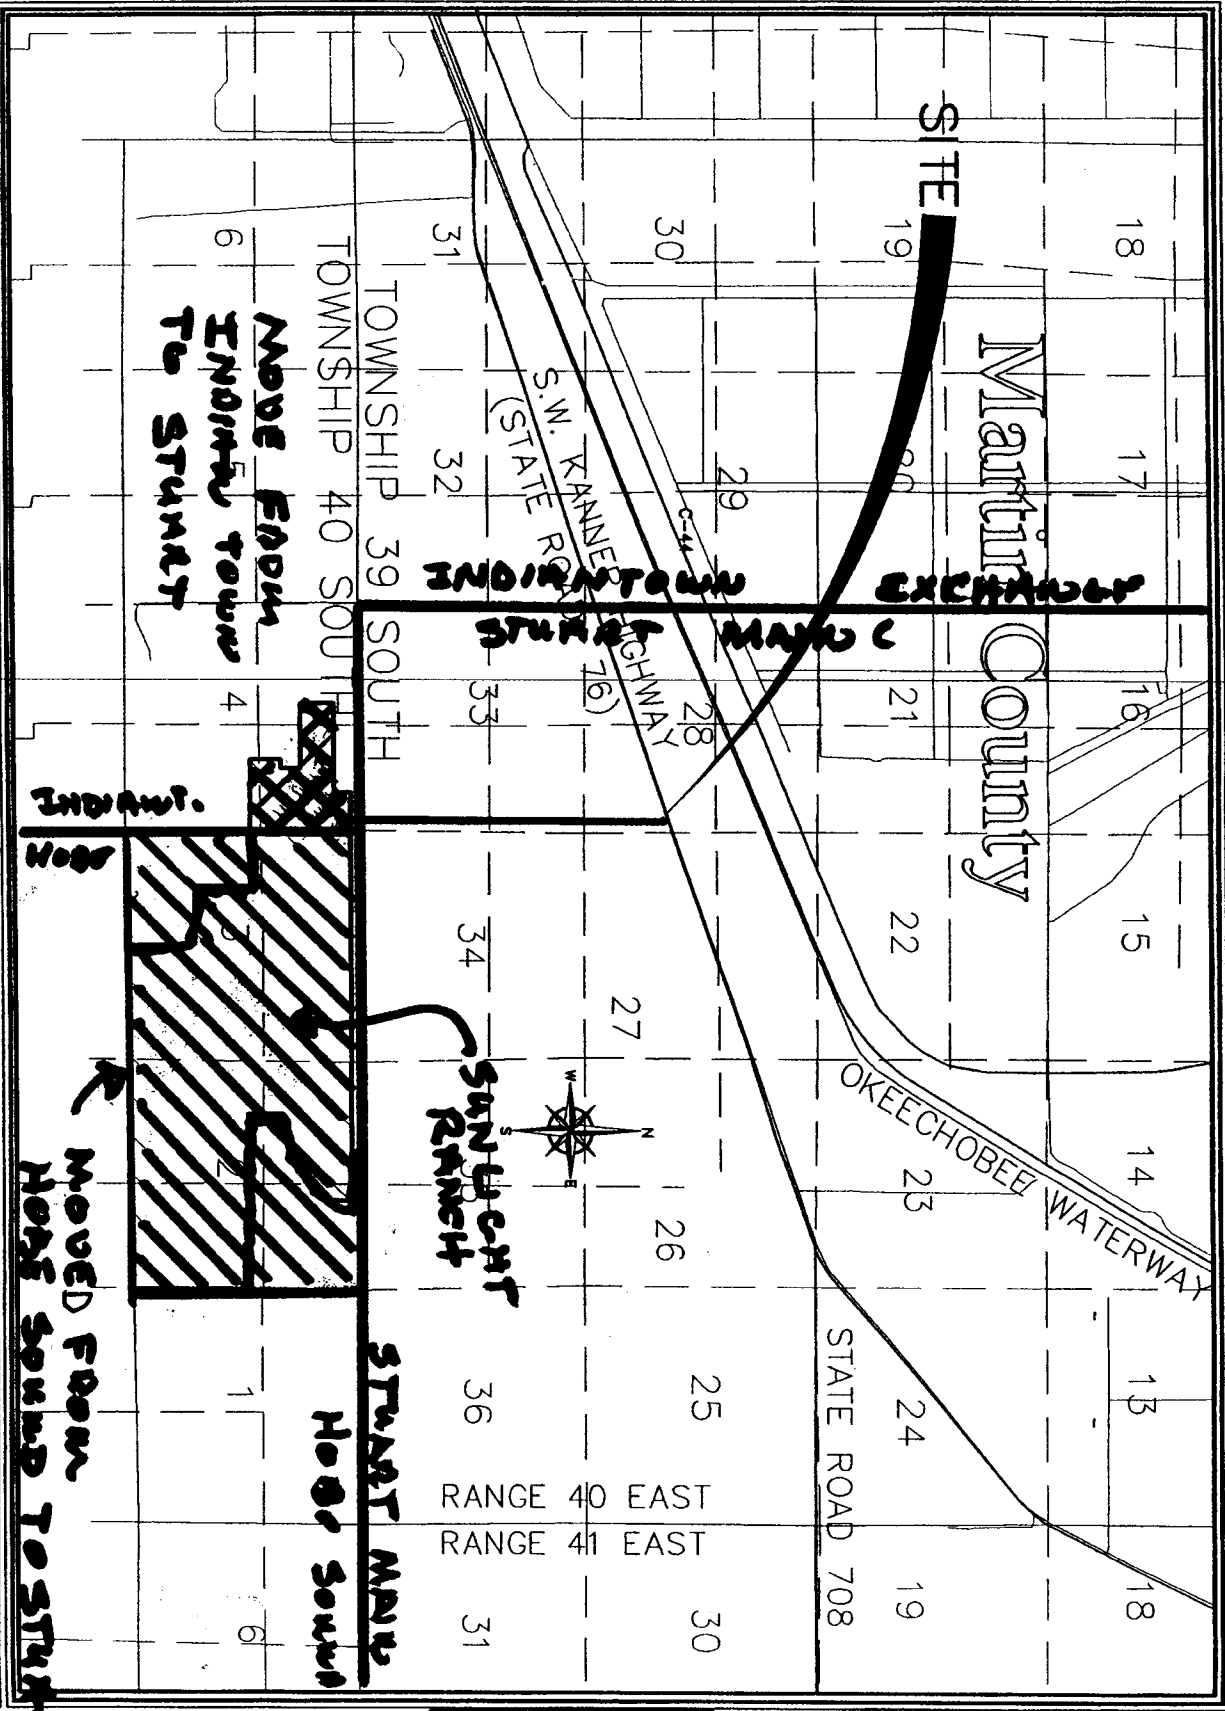 SITE
Martin County
18
17
16
15
14
13
18
19
20
21
22
23
24
19
30
29
28
27
26
25
30
31
32
33
34
36
31
6
4
3
2
1
6
C-44
S.W. KANNER HIGHWAY
(STATE ROAD 76)
OKEECHOBEE WATERWAY
STATE ROAD 708
INDIANTOWN EXCHANGE
STUART MAIN
TOWNSHIP 39 SOUTH
TOWNSHIP 40 SOUTH
MOVE FROM
INDIAN TOWN
TO STUART
INDIANT.
HOBE
SUNLIGHT
RANCH
N
S
E
W
RANGE 40 EAST
RANGE 41 EAST
STUART MAIN
HOBE SOUND
MOVED FROM
HOBE SOUND TO STUART